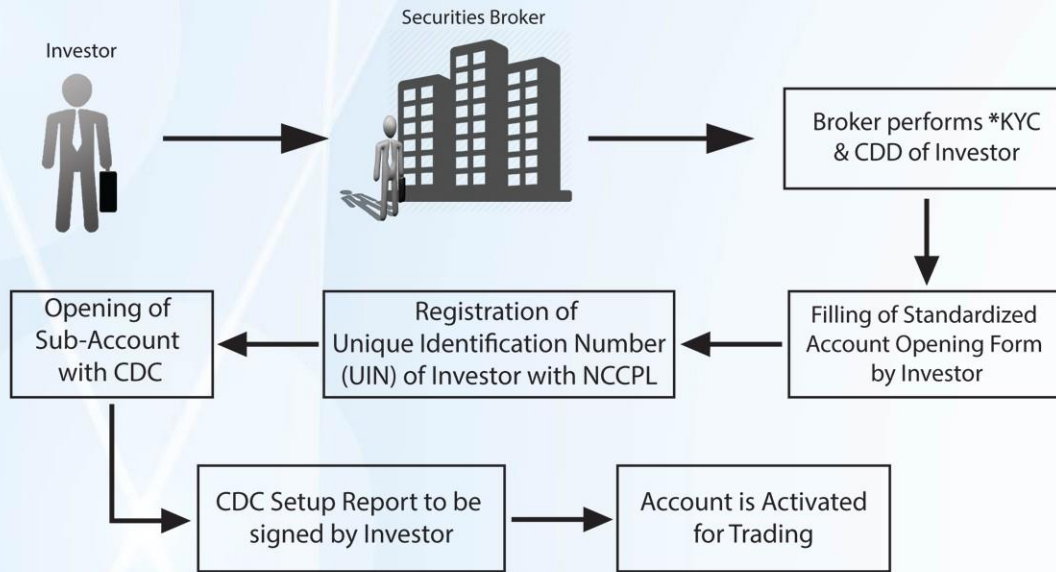 Investor
Securities Broker
Broker performs *KYC
& CDD of Investor
Filling of Standardized
Account Opening Form
by Investor
Registration of
Unique Identification Number
(UIN) of Investor with NCCPL
Opening of
Sub-Account
with CDC
CDC Setup Report to be
signed by Investor
Account is Activated
for Trading